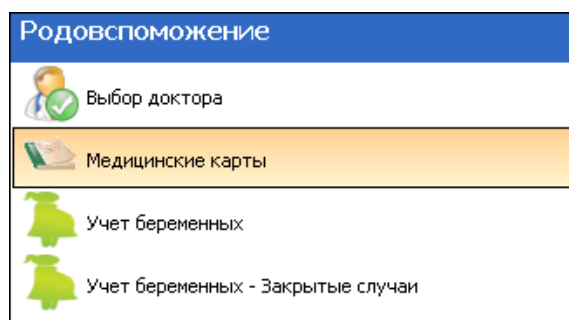 Родовспоможение
Выбор доктора
Медицинские карты
Учет беременных
Учет беременных - Закрытые случаи